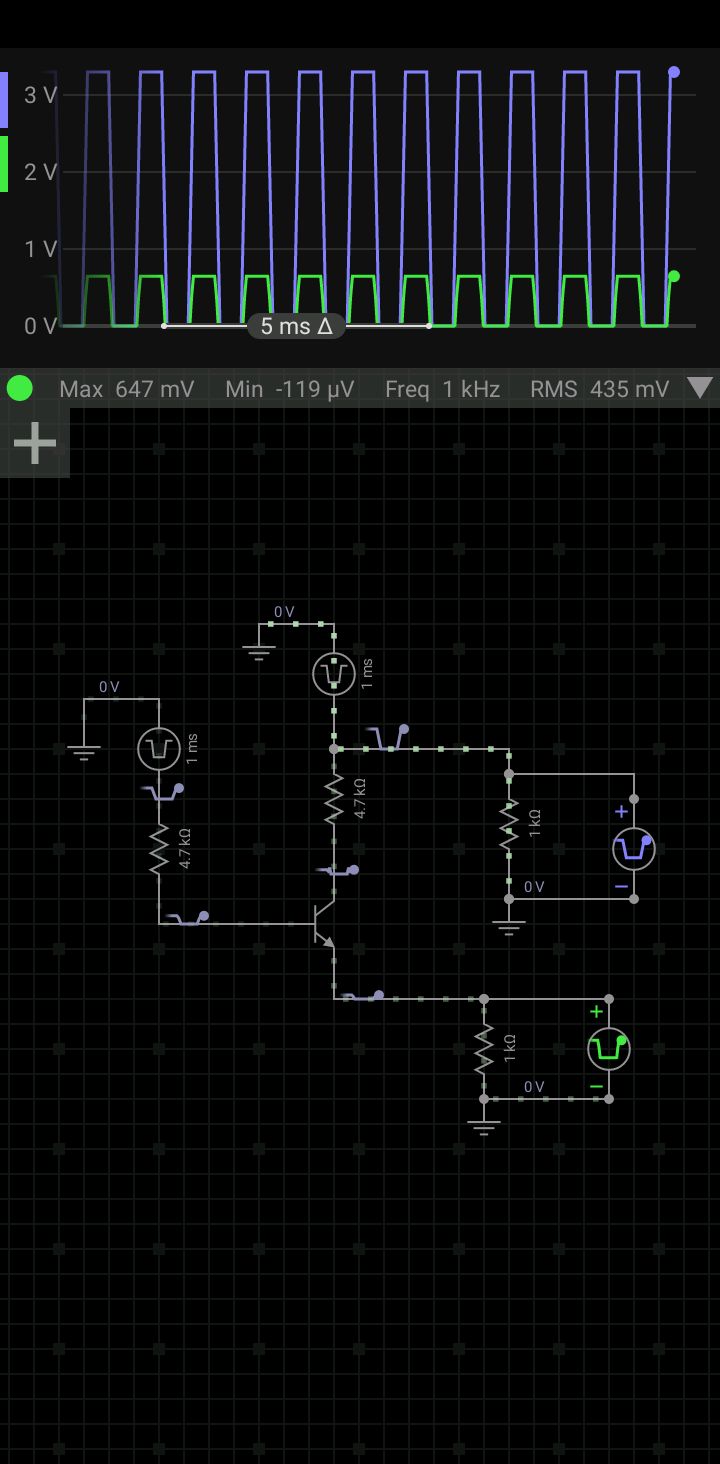 3 V
2 V
1 V
0 V
5 ms Δ
Max 647 mV Min -119 µV Freq 1 kHz RMS 435 mV
+
0 V
1 ms
0 V
1 ms
4.7 kΩ
1 kΩ
+
4.7 kΩ
0 V
−
+
1 kΩ
0 V
−